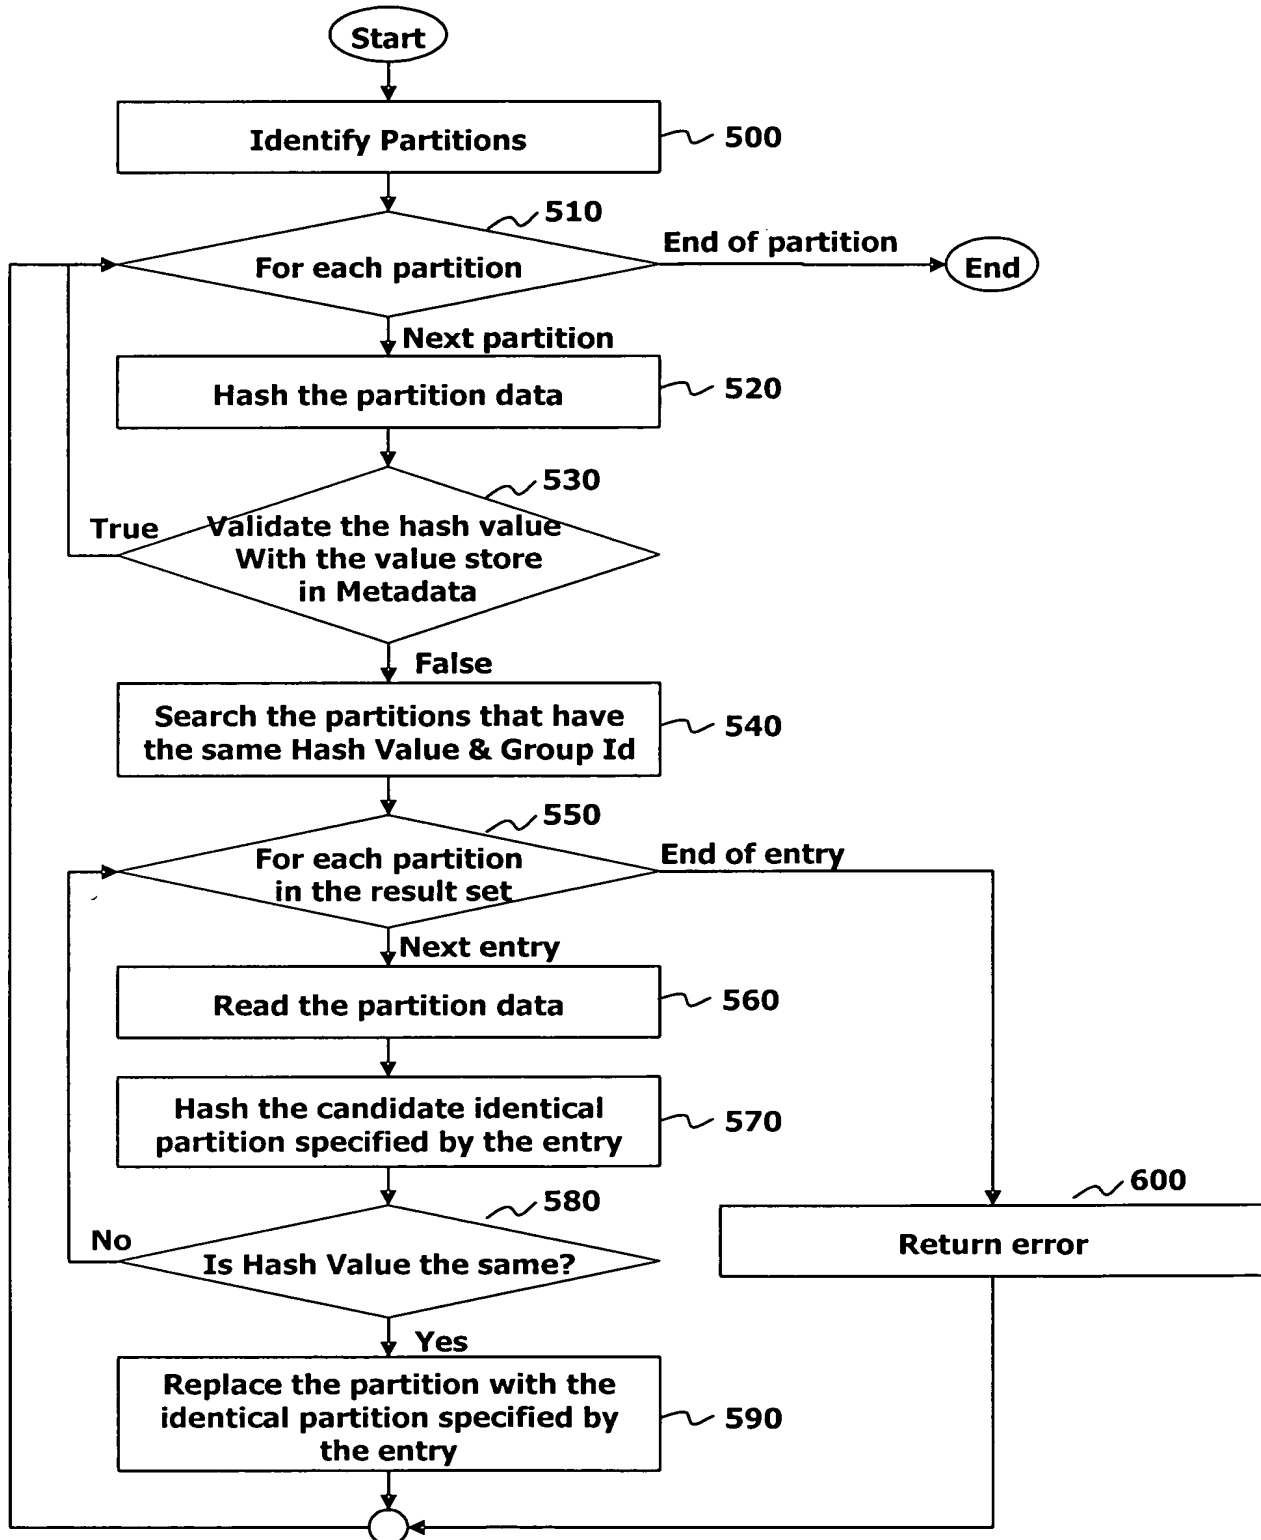 Start
Identify Partitions
500
510
For each partition
End of partition
End
Next partition
Hash the partition data
520
530
True
Validate the hash value
With the value store
in Metadata
False
Search the partitions that have
the same Hash Value & Group Id
540
550
For each partition
in the result set
End of entry
Next entry
Read the partition data
560
Hash the candidate identical
partition specified by the entry
570
580
No
Is Hash Value the same?
600
Return error
Yes
Replace the partition with the
identical partition specified by
the entry
590